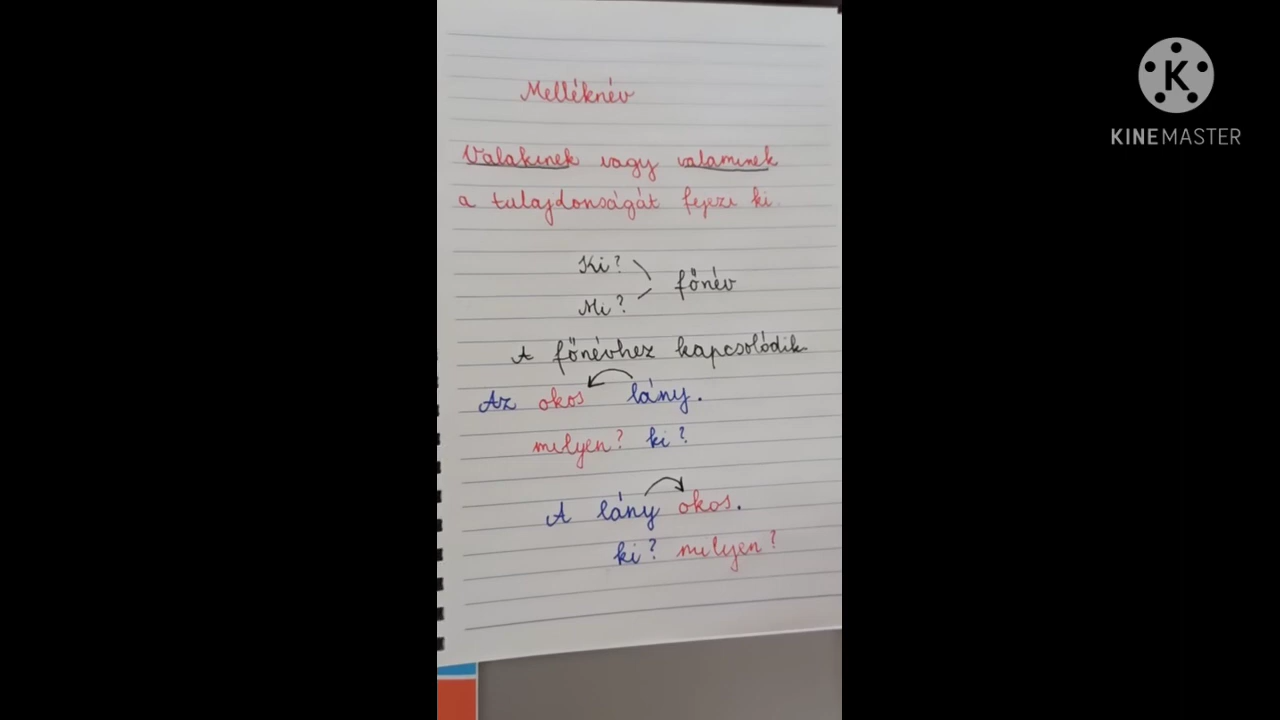 Melléknév
Valakinek vagy valaminek
a tulajdonságát fejezi ki.
Ki?
Mi?
főnév
A főnévhez kapcsolódik.
Az okos lány.
milyen? ki?
A lány okos.
ki? milyen?
K
KINEMASTER